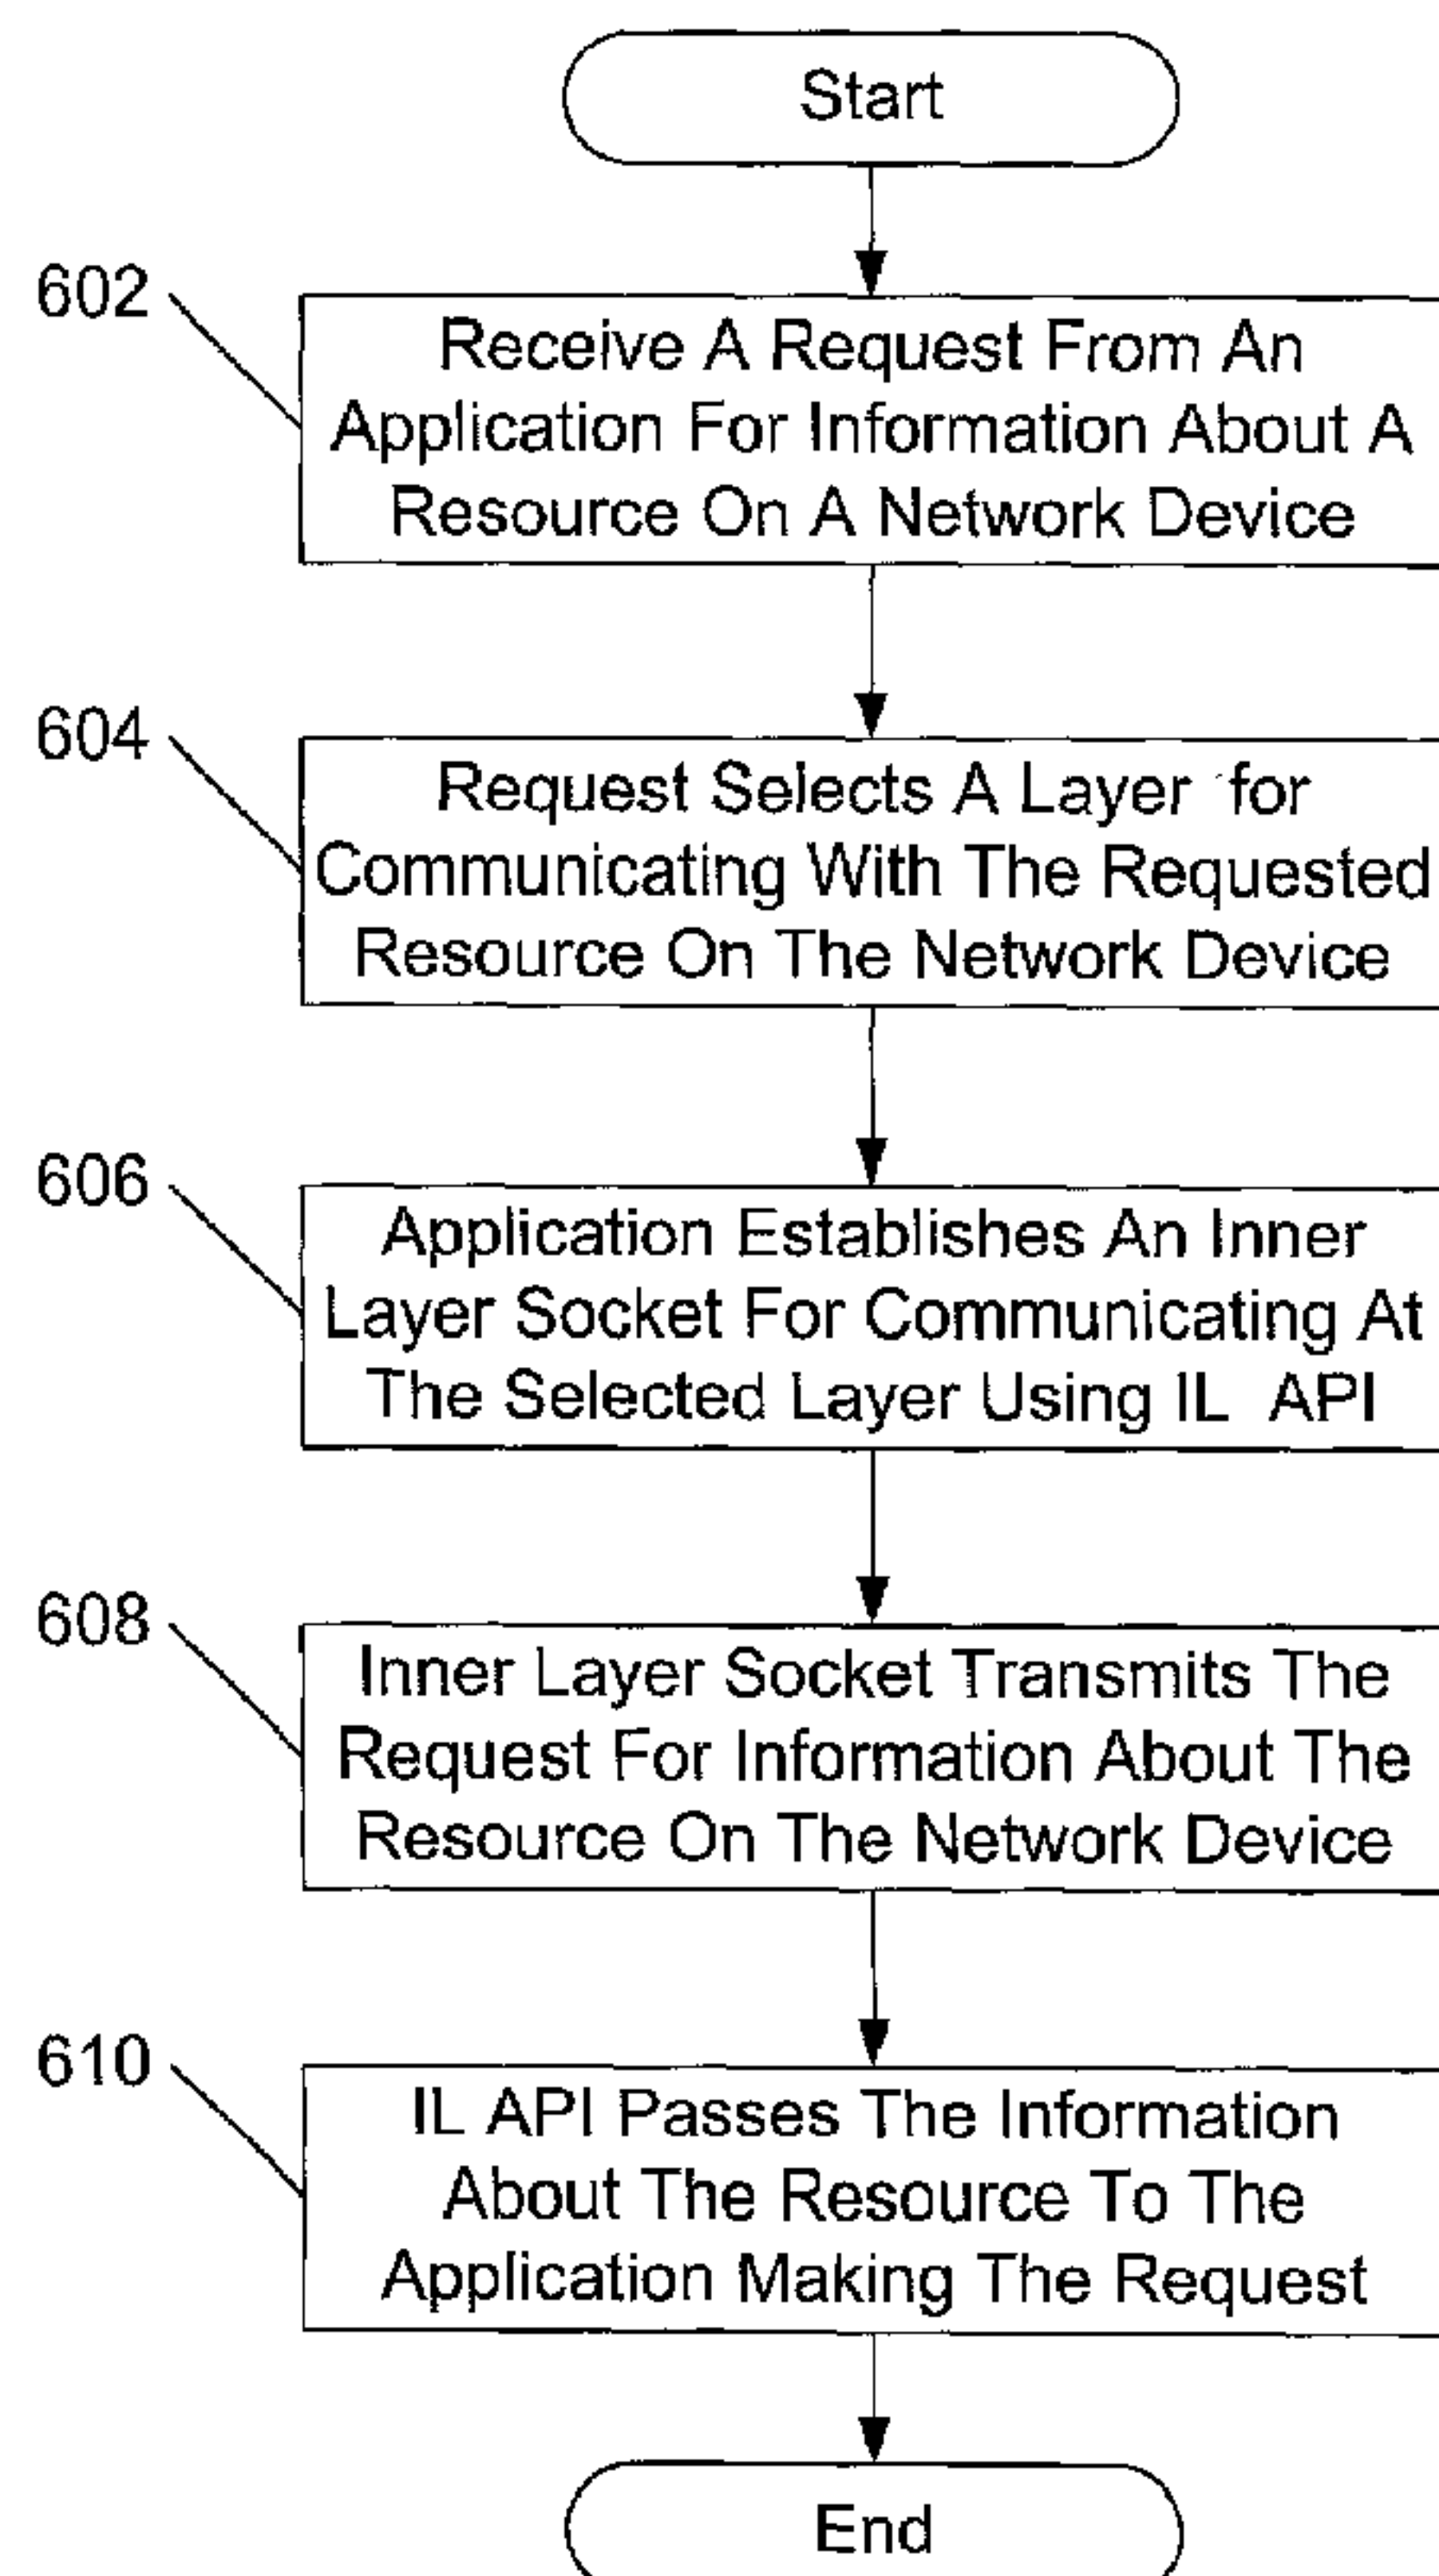 Start
602
Receive A Request From An
Application For Information About A
Resource On A Network Device
604
Request Selects A Layer for
Communicating With The Requested
Resource On The Network Device
606
Application Establishes An Inner
Layer Socket For Communicating At
The Selected Layer Using IL API
608
Inner Layer Socket Transmits The
Request For Information About The
Resource On The Network Device
610
IL API Passes The Information
About The Resource To The
Application Making The Request
End